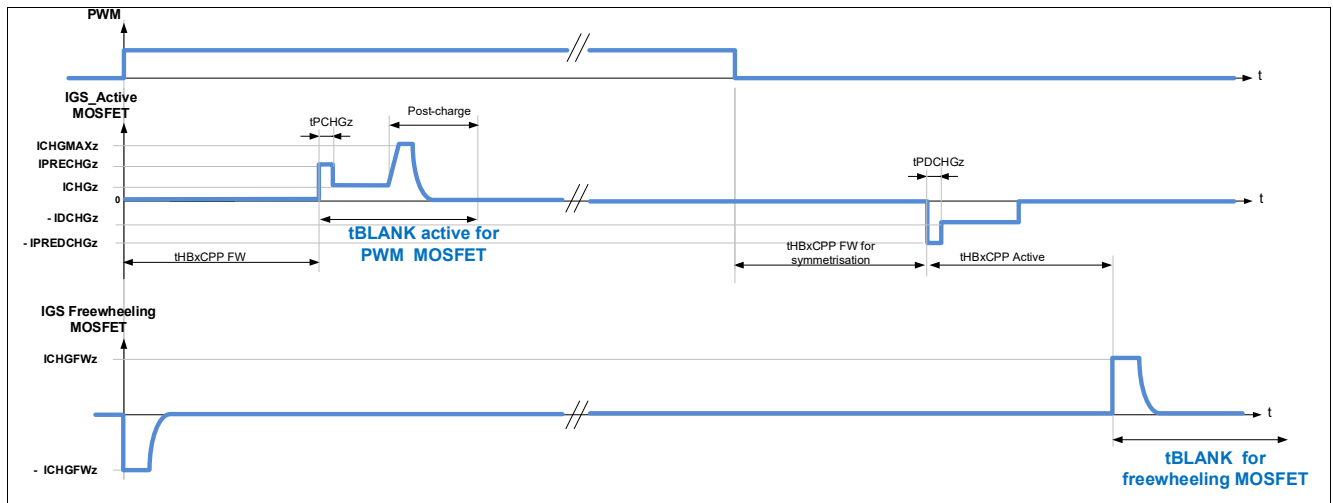 PWM
t
IGS_Active
MOSFET
tPCHGz
Post-charge
ICHGMAXz
IPRECHGz
ICHGz
0
- IDCHGz
- IPREDCHGz
tPDCHGz
t
tBLANK active for
PWM MOSFET
tHBxCPP FW
tHBxCPP FW for
symmetrisation
tHBxCPP Active
IGS Freewheeling
MOSFET
ICHGFWz
t
- ICHGFWz
tBLANK for
freewheeling MOSFET